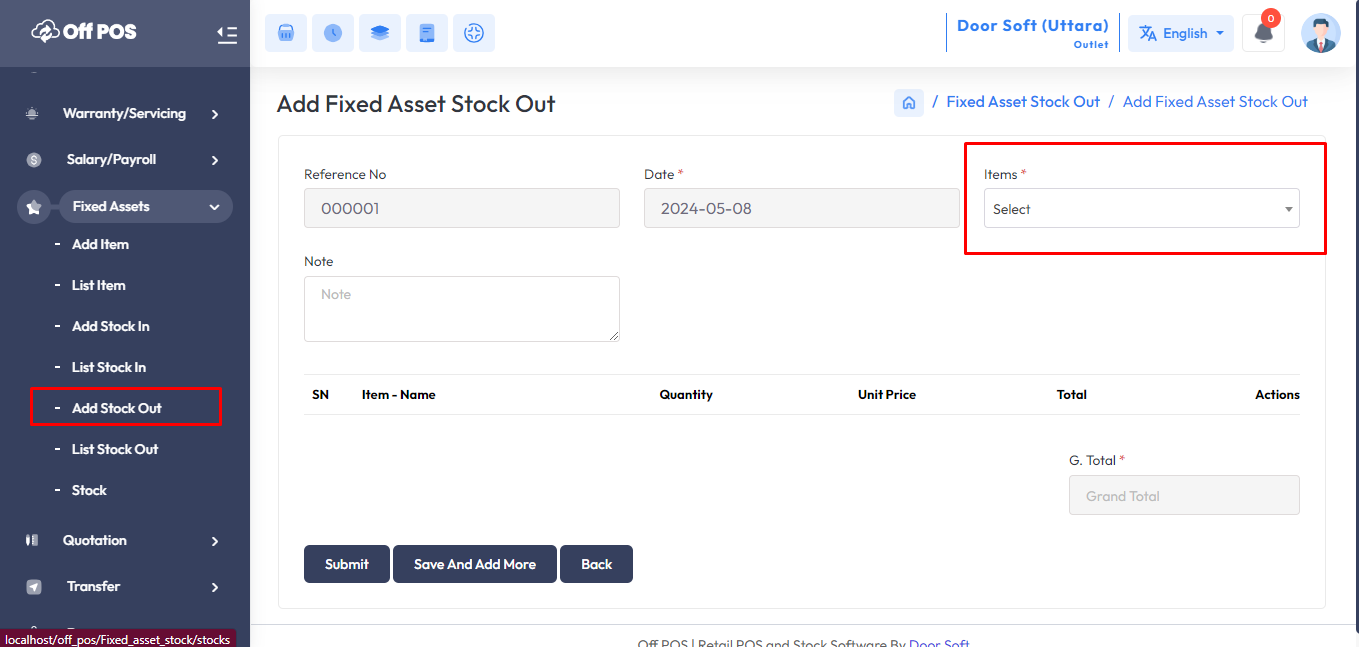 Off POS
Door Soft (Uttara)
Outlet
English
0
Warranty/Servicing
$ Salary/Payroll
Fixed Assets
- Add Item
- List Item
- Add Stock In
- List Stock In
- Add Stock Out
- List Stock Out
- Stock
Quotation
Transfer
localhost/off_pos/Fixed_asset_stock/stocks
Add Fixed Asset Stock Out
/ Fixed Asset Stock Out / Add Fixed Asset Stock Out
Reference No
000001
Date *
2024-05-08
Items *
Select
Note
Note
SN Item - Name Quantity Unit Price Total Actions
G. Total *
Grand Total
Submit Save And Add More Back
Off POS | Retail POS and Stock Software By Door Soft